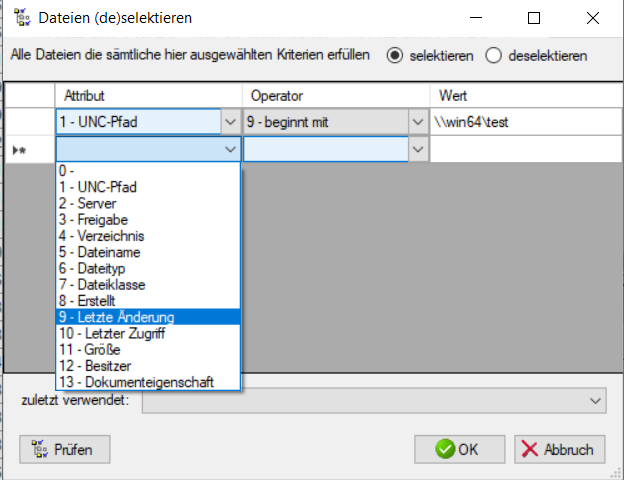 Dateien (de)selektieren
Alle Dateien die sämtliche hier ausgewählten Kriterien erfüllen selektieren deselektieren
Attribut Operator Wert
1 - UNC-Pfad 9 - beginnt mit \\win64\test
0 -
1 - UNC-Pfad
2 - Server
3 - Freigabe
4 - Verzeichnis
5 - Dateiname
6 - Dateityp
7 - Dateiklasse
8 - Erstellt
9 - Letzte Änderung
10 - Letzter Zugriff
11 - Größe
12 - Besitzer
13 - Dokumenteigenschaft
zuletzt verwendet:
Prüfen OK Abbruch